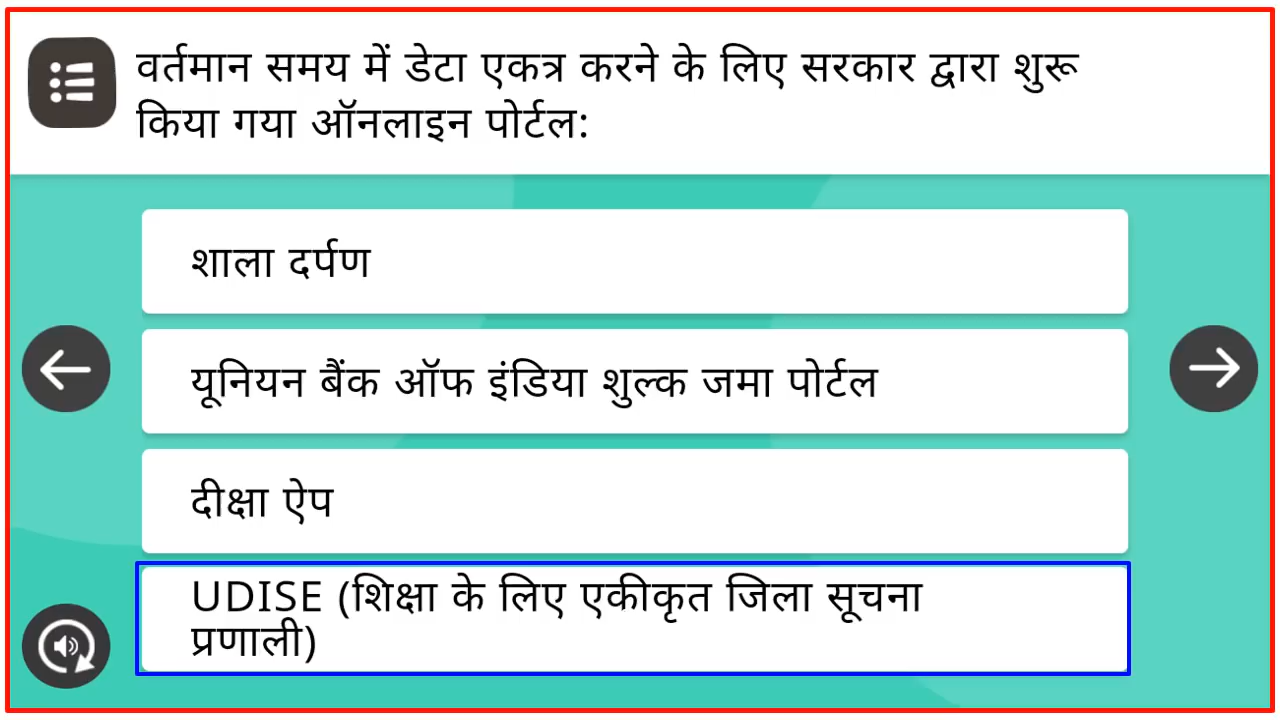 वर्तमान समय में डेटा एकत्र करने के लिए सरकार द्वारा शुरू
किया गया ऑनलाइन पोर्टल:
शाला दर्पण
यूनियन बैंक ऑफ इंडिया शुल्क जमा पोर्टल
दीक्षा ऐप
UDISE (शिक्षा के लिए एकीकृत जिला सूचना
प्रणाली)